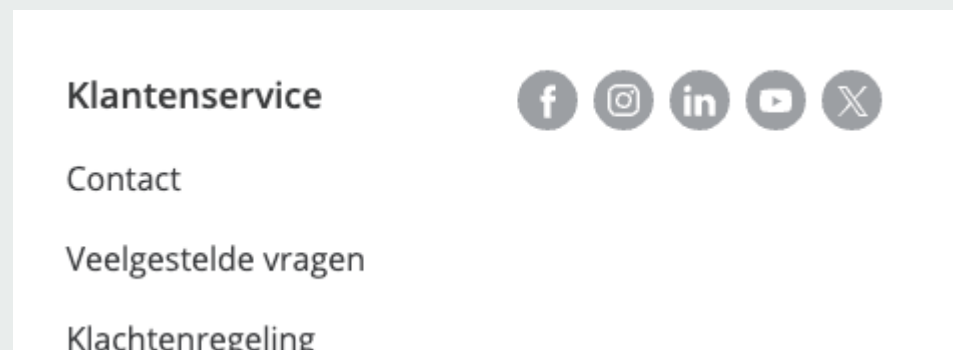 Klantenservice
Contact
Veelgestelde vragen
Klachtenregeling